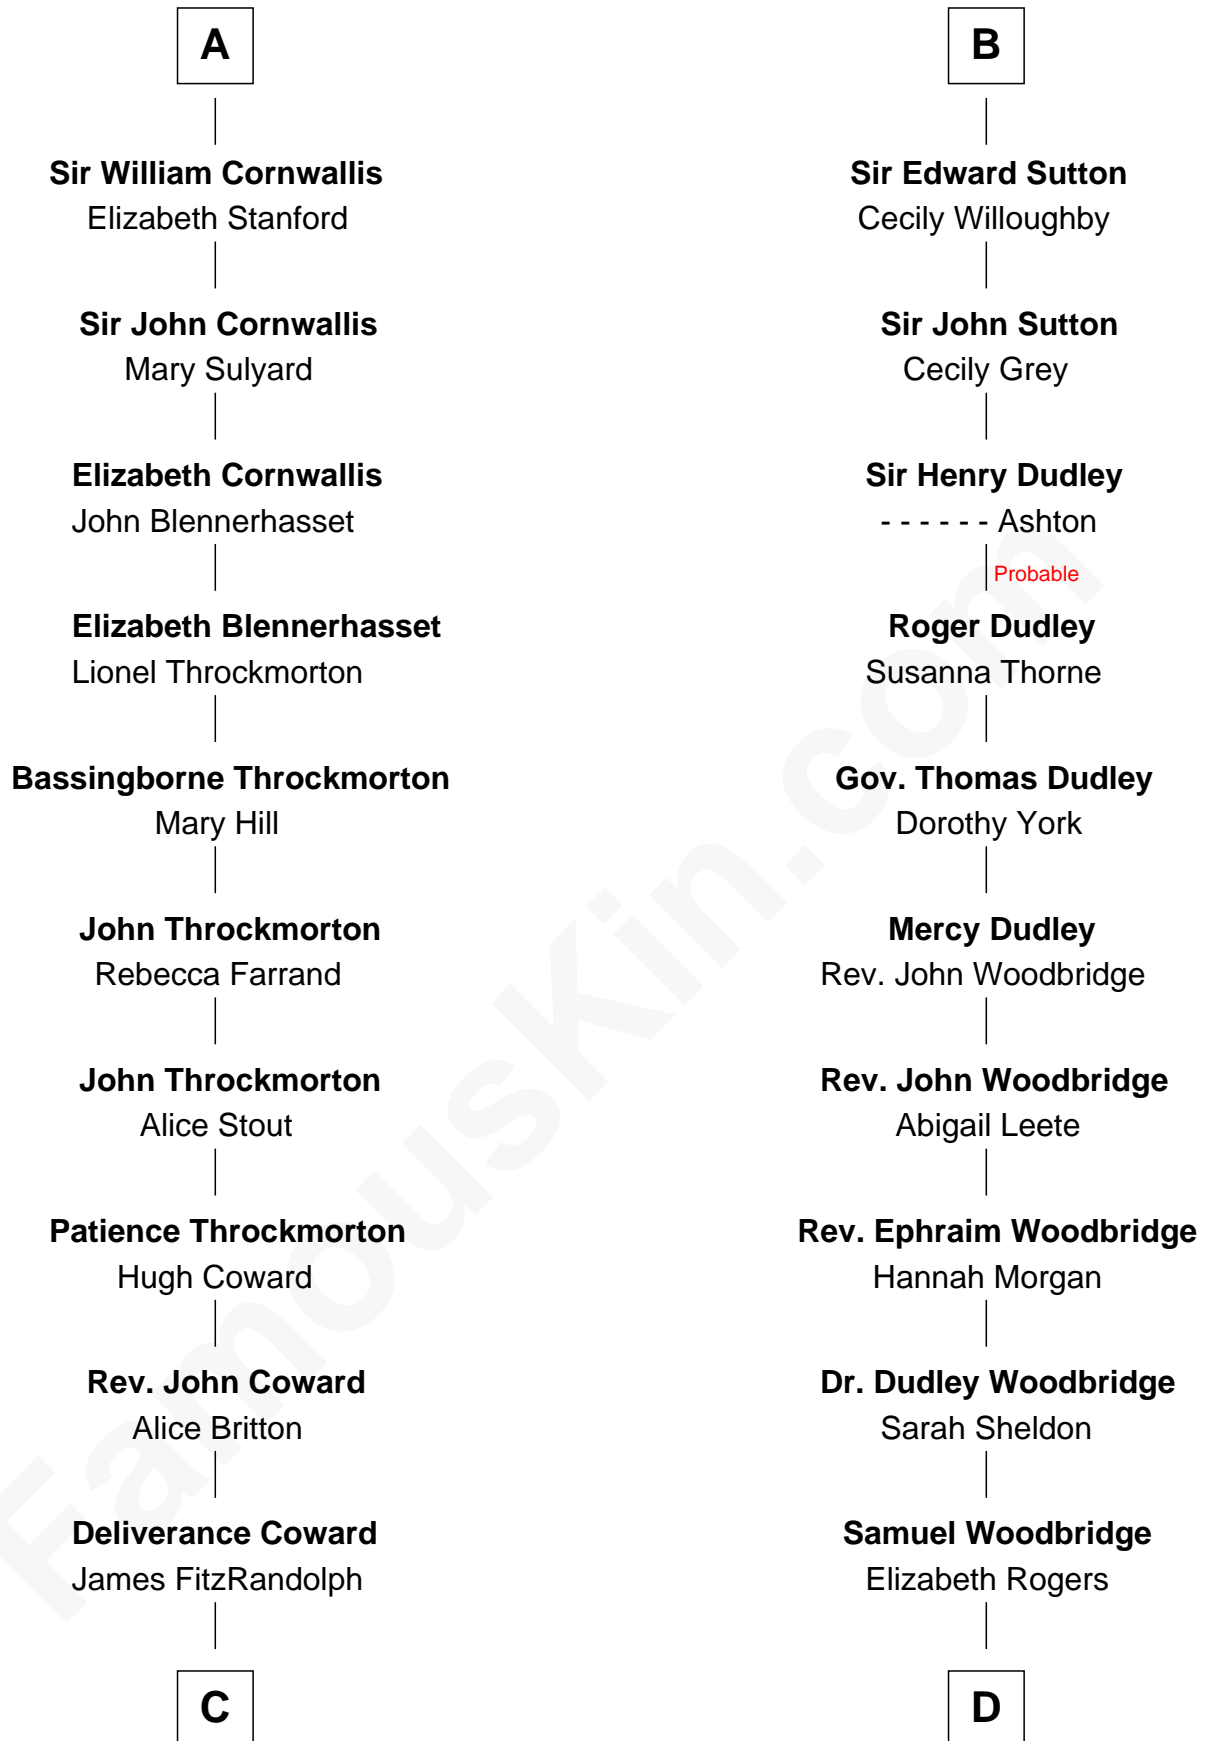 A
Sir William Cornwallis
Elizabeth Stanford
Sir John Cornwallis
Mary Sulyard
Elizabeth Cornwallis
John Blennerhasset
Elizabeth Blennerhasset
Lionel Throckmorton
Bassingborne Throckmorton
Mary Hill
John Throckmorton
Rebecca Farrand
John Throckmorton
Alice Stout
Patience Throckmorton
Hugh Coward
Rev. John Coward
Alice Britton
Deliverance Coward
James FitzRandolph
C
B
Sir Edward Sutton
Cecily Willoughby
Sir John Sutton
Cecily Grey
Sir Henry Dudley
- - - - - - Ashton
Probable
Roger Dudley
Susanna Thorne
Gov. Thomas Dudley
Dorothy York
Mercy Dudley
Rev. John Woodbridge
Rev. John Woodbridge
Abigail Leete
Rev. Ephraim Woodbridge
Hannah Morgan
Dr. Dudley Woodbridge
Sarah Sheldon
Samuel Woodbridge
Elizabeth Rogers
D
FamousKin.com